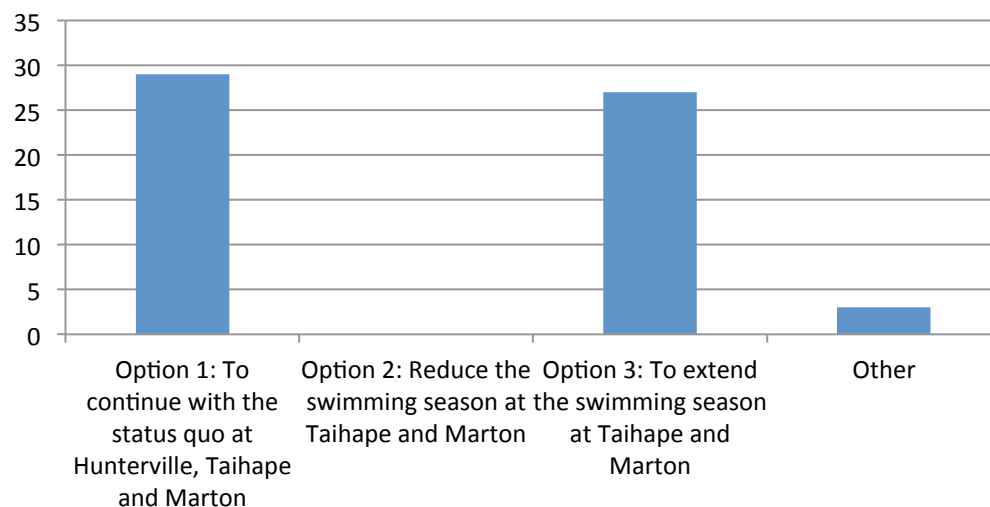 35
30
25
20
15
10
5
0
Option 1: To
continue with the
status quo at
Hunterville, Taihape
and Marton
Option 2: Reduce the
swimming season at
Taihape and Marton
Option 3: To extend
the swimming season
at Taihape and
Marton
Other